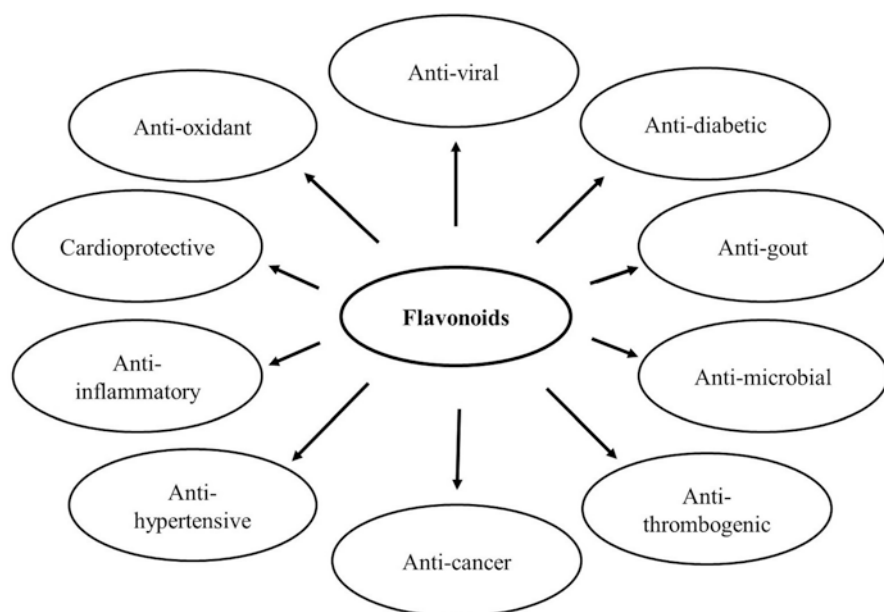 Anti-viral
Anti-oxidant
Anti-diabetic
Cardioprotective
Anti-gout
Flavonoids
Anti-
inflammatory
Anti-microbial
Anti-
hypertensive
Anti-
thrombogenic
Anti-cancer